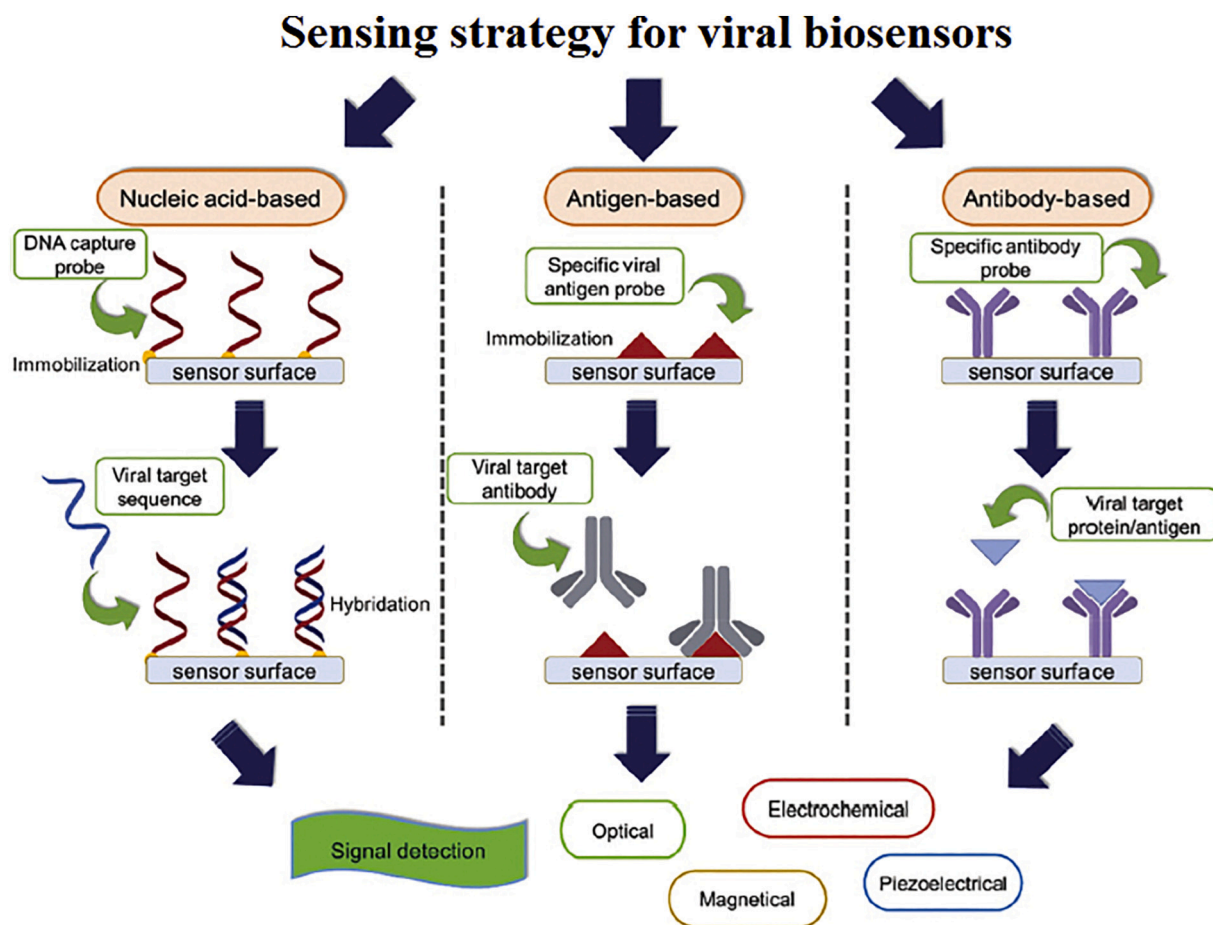 Sensing strategy for viral biosensors
Nucleic acid-based
DNA capture
probe
Immobilization
sensor surface
Viral target
sequence
Hybridation
sensor surface
Antigen-based
Specific viral
antigen probe
Immobilization
sensor surface
Viral target
antibody
sensor surface
Antibody-based
Specific antibody
probe
sensor surface
Viral target
protein/antigen
sensor surface
Signal detection
Optical
Electrochemical
Magnetical
Piezoelectrical